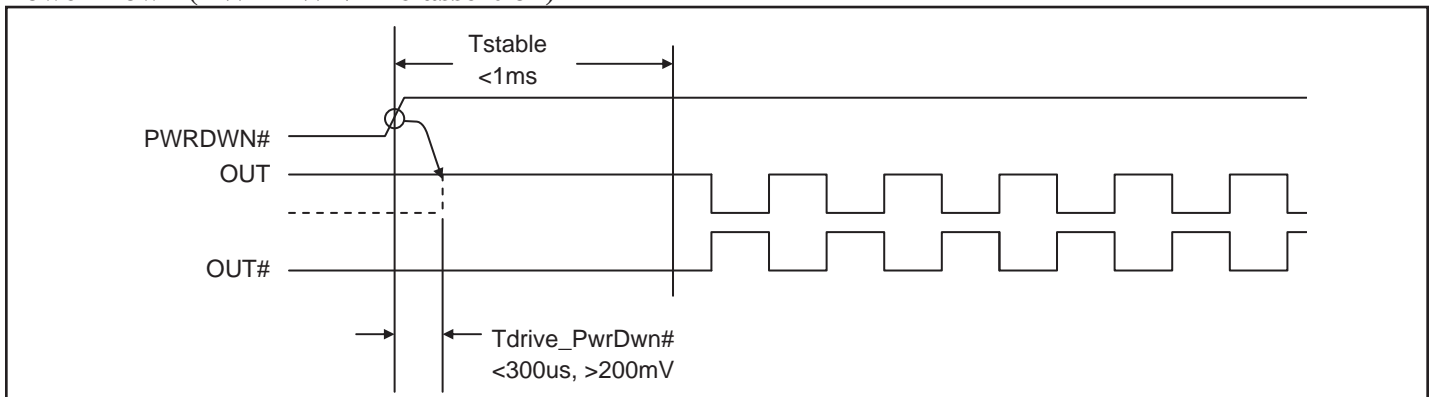 Tstable
<1ms
PWRDWN#
OUT
OUT#
Tdrive_PwrDwn#
<300us, >200mV